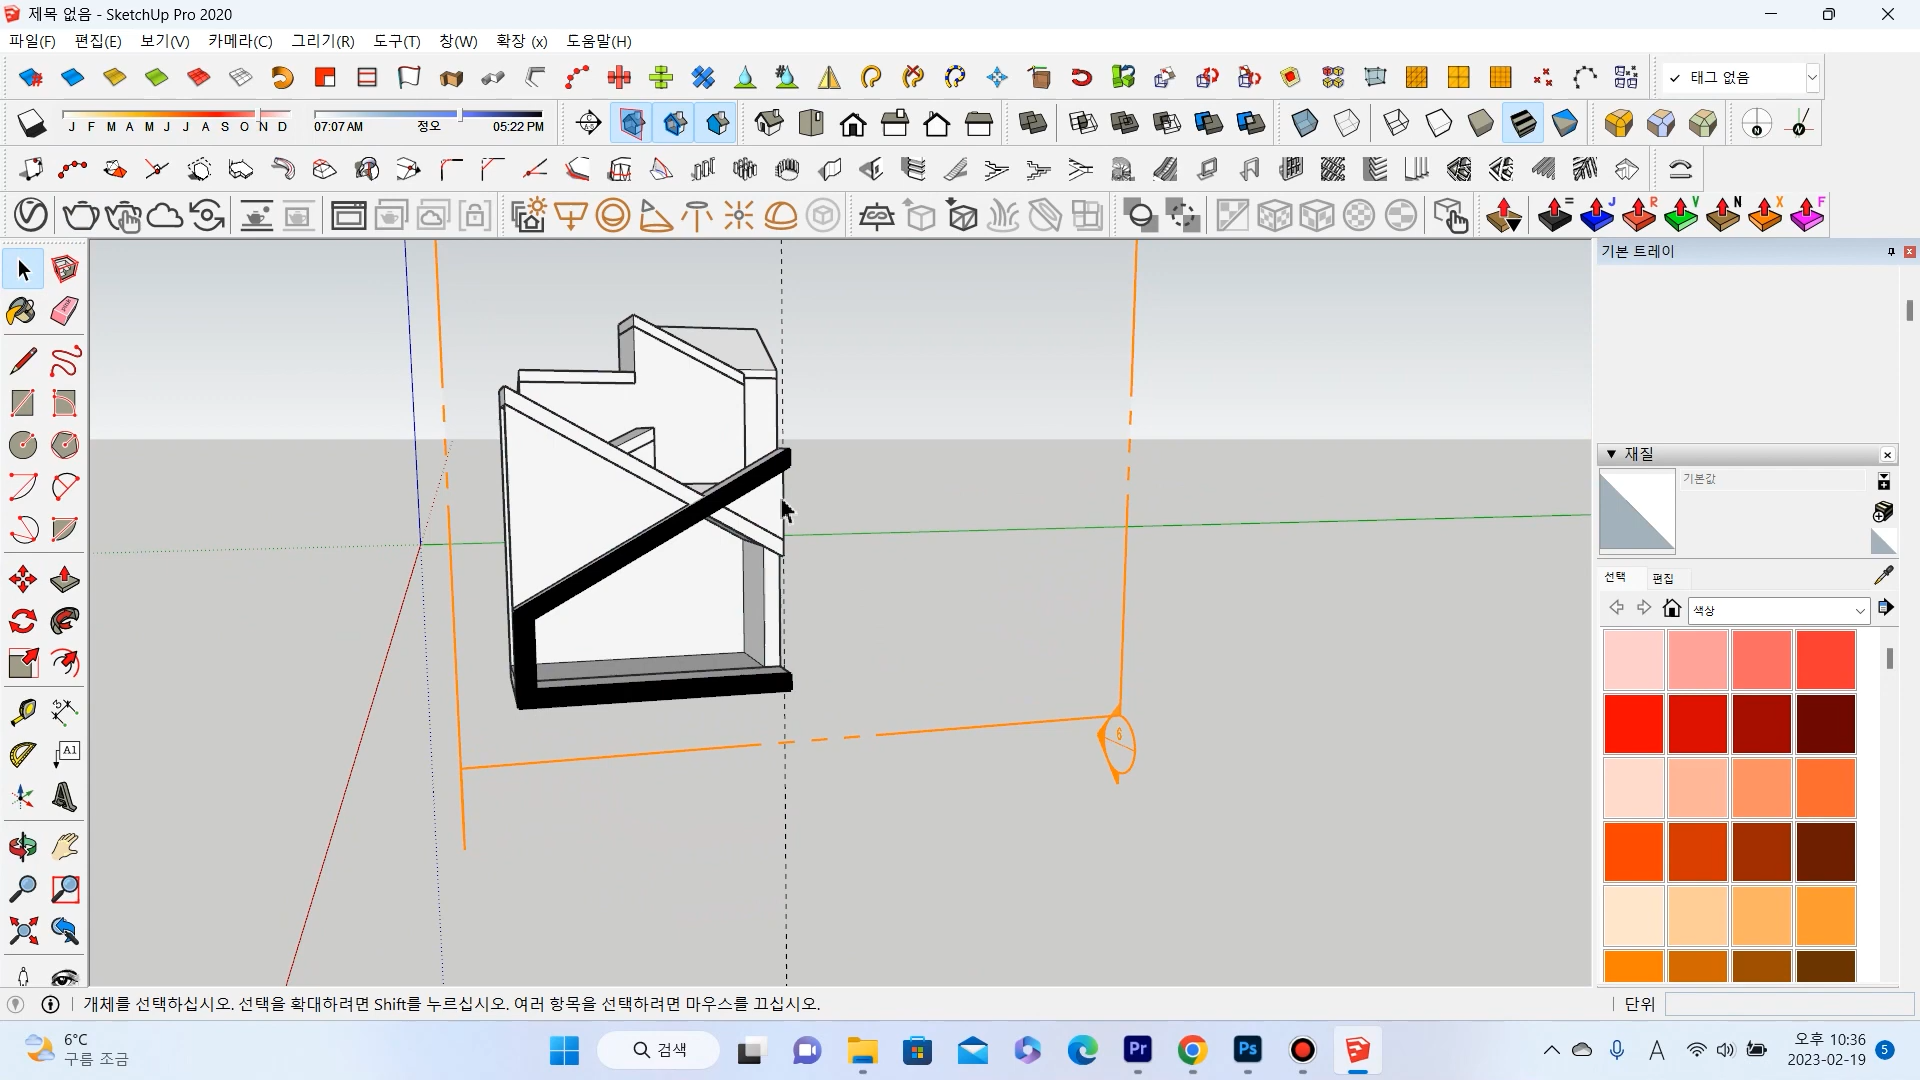 제목 없음 - SketchUp Pro 2020
파일(F) 편집(E) 보기(V) 카메라(C) 그리기(R) 도구(T) 창(W) 확장 (x) 도움말(H)
태그 없음
J F M A M J J A S O N D
07:07 AM 정오 05:22 PM
= J R V N X F
기본 트레이
재질
기본값
선택 편집
색상
A1
6
개체를 선택하십시오. 선택을 확대하려면 Shift를 누르십시오. 여러 항목을 선택하려면 마우스를 끄십시오.
단위
6°C
구름 조금
검색
Pr
Ps
A
오후 10:36
2023-02-19
5